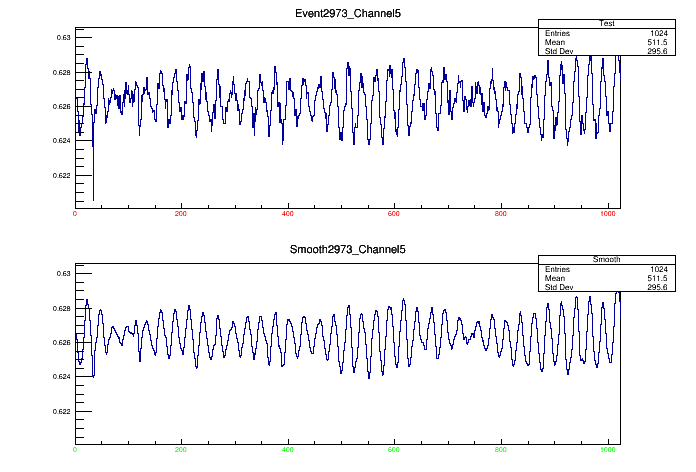 Event2973_Channel5
Test
Entries 1024
Mean 511.5
Std Dev 295.6
0.63
0.628
0.626
0.624
0.622
0 200 400 600 800 1000
Smooth2973_Channel5
Smooth
Entries 1024
Mean 511.5
Std Dev 295.6
0.63
0.628
0.626
0.624
0.622
0 200 400 600 800 1000